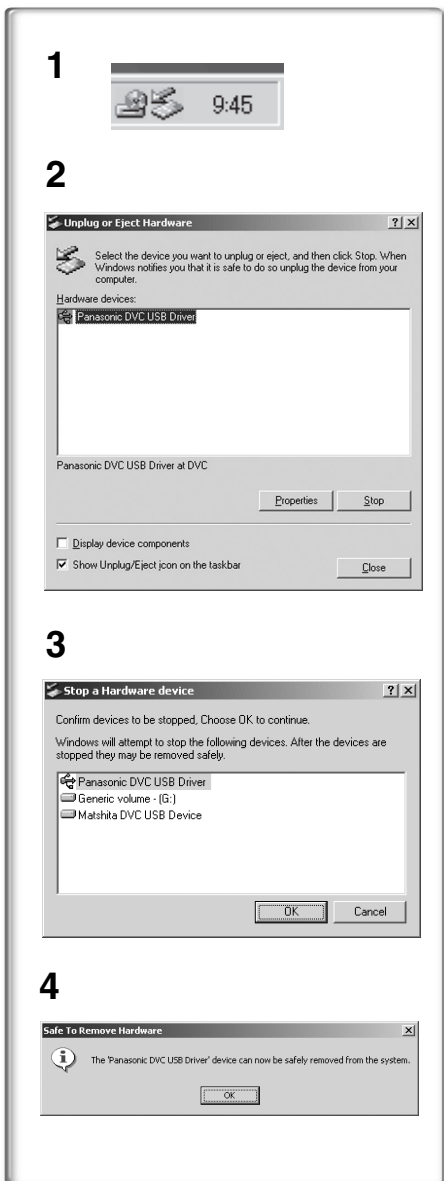 1
9:45
2
Unplug or Eject Hardware
Select the device you want to unplug or eject, and then click Stop. When
Windows notifies you that it is safe to do so unplug the device from your
computer.
Hardware devices:
Panasonic DVC USB Driver
Panasonic DVC USB Driver at DVC
Properties Stop
Display device components
Show Unplug/Eject icon on the taskbar
Close
3
Stop a Hardware device
Confirm devices to be stopped, Choose OK to continue.
Windows will attempt to stop the following devices. After the devices are
stopped they may be removed safely.
Panasonic DVC USB Driver
Generic volume - (G:)
Matshita DVC USB Device
OK Cancel
4
Safe To Remove Hardware
The 'Panasonic DVC USB Driver' device can now be safely removed from the system.
OK